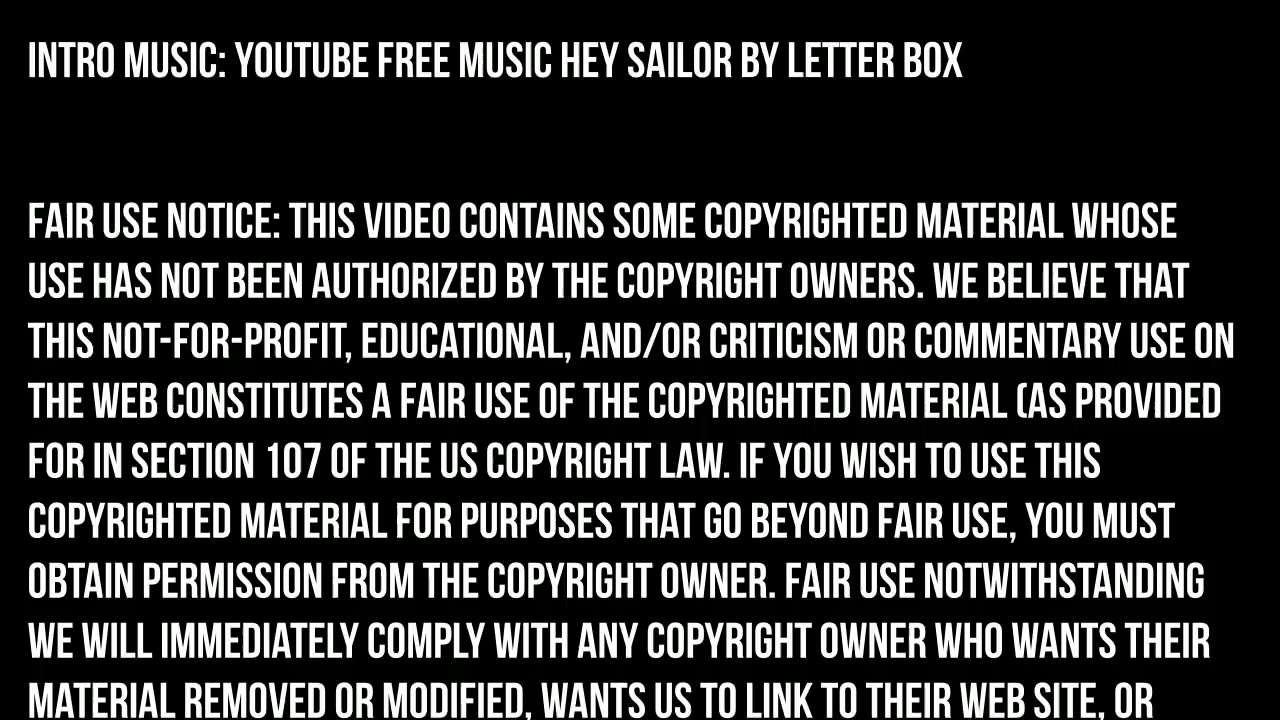 INTRO MUSIC: YOUTUBE FREE MUSIC HEY SAILOR BY LETTER BOX
FAIR USE NOTICE: THIS VIDEO CONTAINS SOME COPYRIGHTED MATERIAL WHOSE
USE HAS NOT BEEN AUTHORIZED BY THE COPYRIGHT OWNERS. WE BELIEVE THAT
THIS NOT-FOR-PROFIT, EDUCATIONAL, AND/OR CRITICISM OR COMMENTARY USE ON
THE WEB CONSTITUTES A FAIR USE OF THE COPYRIGHTED MATERIAL (AS PROVIDED
FOR IN SECTION 107 OF THE US COPYRIGHT LAW. IF YOU WISH TO USE THIS
COPYRIGHTED MATERIAL FOR PURPOSES THAT GO BEYOND FAIR USE, YOU MUST
OBTAIN PERMISSION FROM THE COPYRIGHT OWNER. FAIR USE NOTWITHSTANDING
WE WILL IMMEDIATELY COMPLY WITH ANY COPYRIGHT OWNER WHO WANTS THEIR
MATERIAL REMOVED OR MODIFIED, WANTS US TO LINK TO THEIR WEB SITE, OR